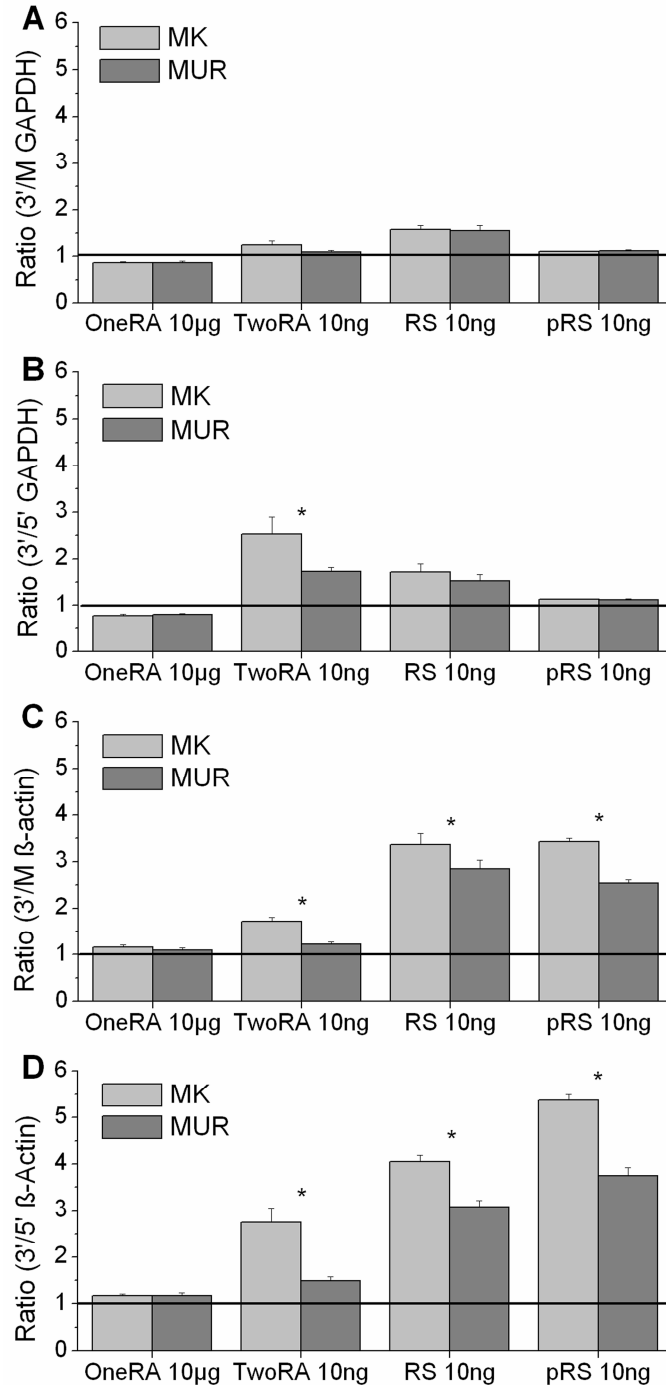 A
MK
MUR
Ratio (3'/M GAPDH)
6
5
4
3
2
1
0
OneRA 10µg TwoRA 10ng RS 10ng pRS 10ng
B
MK
MUR
Ratio (3'/5' GAPDH)
6
5
4
3
*
2
1
0
OneRA 10µg TwoRA 10ng RS 10ng pRS 10ng
C
MK
MUR
Ratio (3'/M ß-actin)
6
5
4
* *
3
*
2
1
0
OneRA 10µg TwoRA 10ng RS 10ng pRS 10ng
D
MK
MUR
Ratio (3'/5' ß-Actin)
6
*
5
*
4
*
3
2
1
0
OneRA 10µg TwoRA 10ng RS 10ng pRS 10ng